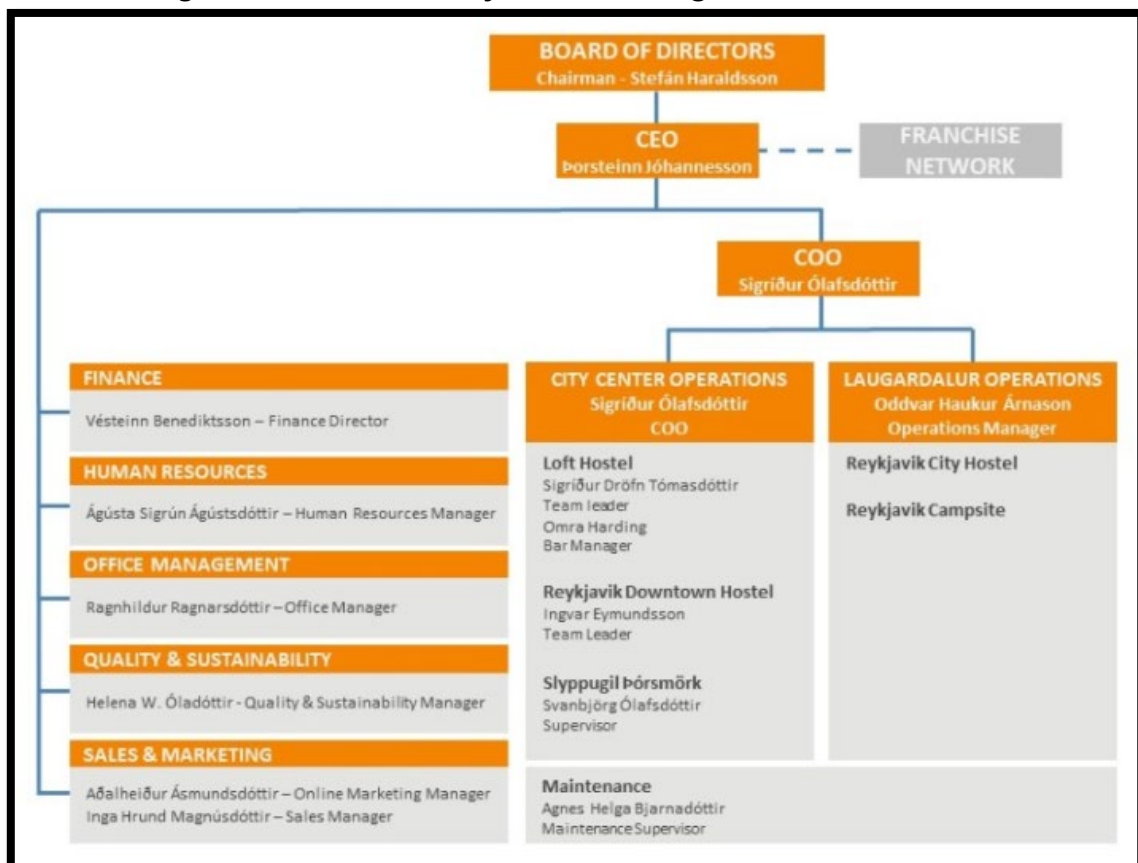 BOARD OF DIRECTORS
Chairman - Stefán Haraldsson
CEO
Þorsteinn Jóhannesson
FRANCHISE
NETWORK
COO
Sigríður Ólafsdóttir
FINANCE
Vésteinn Benediktsson – Finance Director
HUMAN RESOURCES
Ágústa Sigrún Ágústsdóttir – Human Resources Manager
OFFICE MANAGEMENT
Ragnhildur Ragnarsdóttir – Office Manager
QUALITY & SUSTAINABILITY
Helena W. Óladóttir - Quality & Sustainability Manager
SALES & MARKETING
Aðalheiður Ásmundsdóttir – Online Marketing Manager
Inga Hrund Magnúsdóttir – Sales Manager
CITY CENTER OPERATIONS
Sigríður Ólafsdóttir
COO
Loft Hostel
Sigríður Dröfn Tómasdóttir
Team leader
Omra Harding
Bar Manager
Reykjavik Downtown Hostel
Ingvar Eymundsson
Team Leader
Slyppugil Þórsmörk
Svanbjörg Ólafsdóttir
Supervisor
LAUGARDALUR OPERATIONS
Oddvar Haukur Árnason
Operations Manager
Reykjavik City Hostel
Reykjavik Campsite
Maintenance
Agnes Helga Bjarnadóttir
Maintenance Supervisor